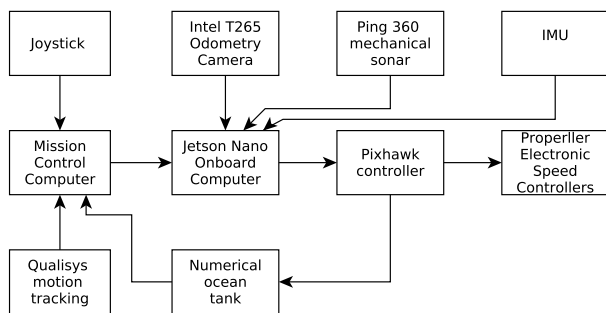 Joystick
Intel T265
Odometry
Camera
Ping 360
mechanical
sonar
IMU
Mission
Control
Computer
Jetson Nano
Onboard
Computer
Pixhawk
controller
Properller
Electronic
Speed
Controllers
Qualisys
motion
tracking
Numerical
ocean
tank